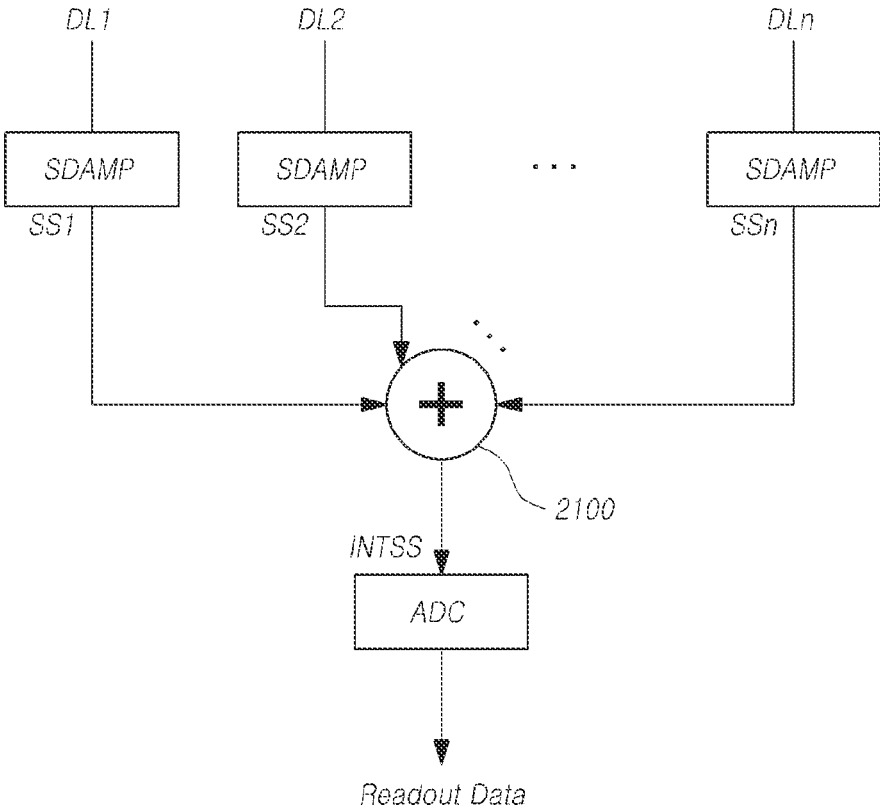 DL1 DL2 DLn
SDAMP SDAMP ... SDAMP
SS1 SS2 SSn
+
2100
INTSS
ADC
Readout Data